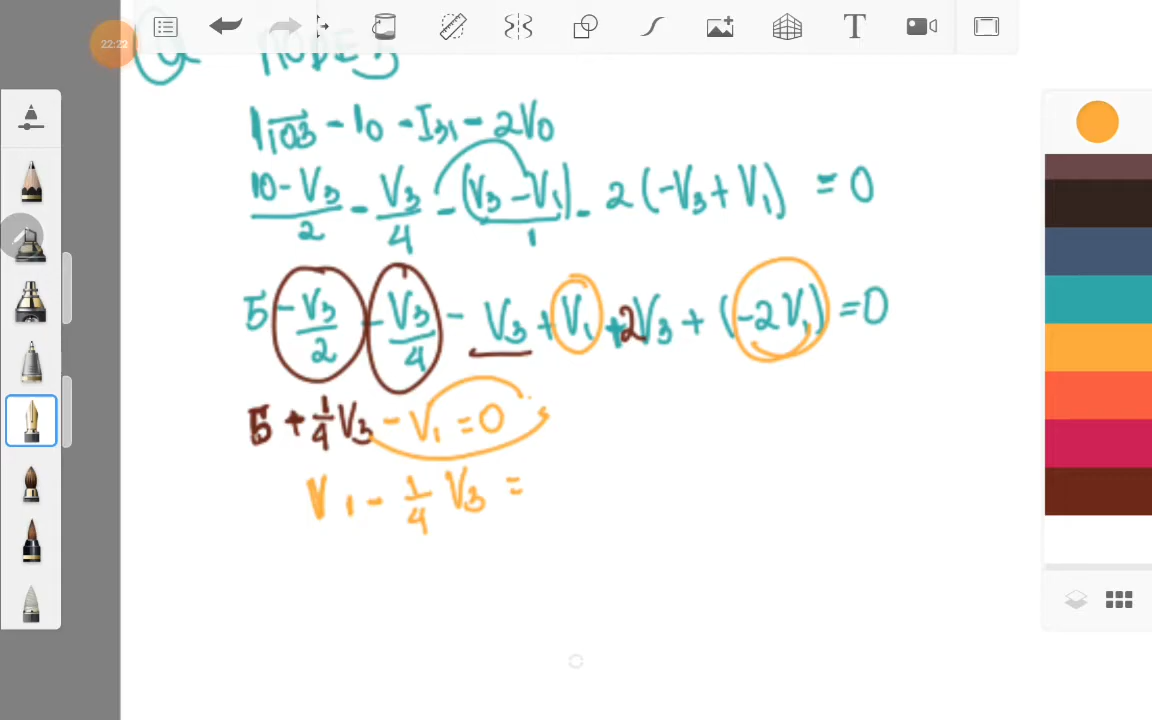 22:22
T
@ NODE 3
I₁₀₃ - I₀ - I₃₁ - 2V₀
(10 - V₃)/2 - V₃/4 - (V₃ - V₁)/1 - 2(-V₃ + V₁) = 0
5 - V₃/2 - V₃/4 - V₃ + V₁ + 2V₃ + (-2V₁) = 0
5 + 1/4 V₃ - V₁ = 0
V₁ - 1/4 V₃ =